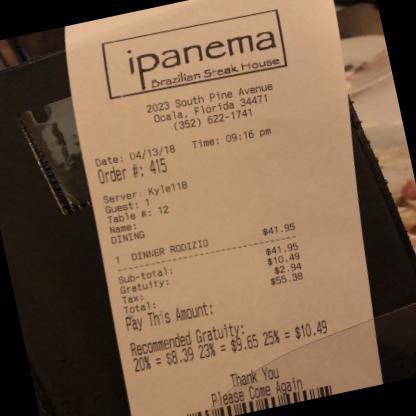 ipanema
Brazilian Steak House
2023 South Pine Avenue
Ocala, Florida 34471
(352) 622-1741
Date: 04/13/18 Time: 09:16 pm
Order #: 415
Server: Kyle118
Guest: 1
Table #: 12
Name:
DINING
1 DINNER RODIZIO $41.95
Sub-total: $41.95
Gratuity: $10.49
Tax: $2.94
Total: $55.38
Pay This Amount:
Recommended Gratuity:
20% = $8.39 23% = $9.65 25% = $10.49
Thank You
Please Come Again